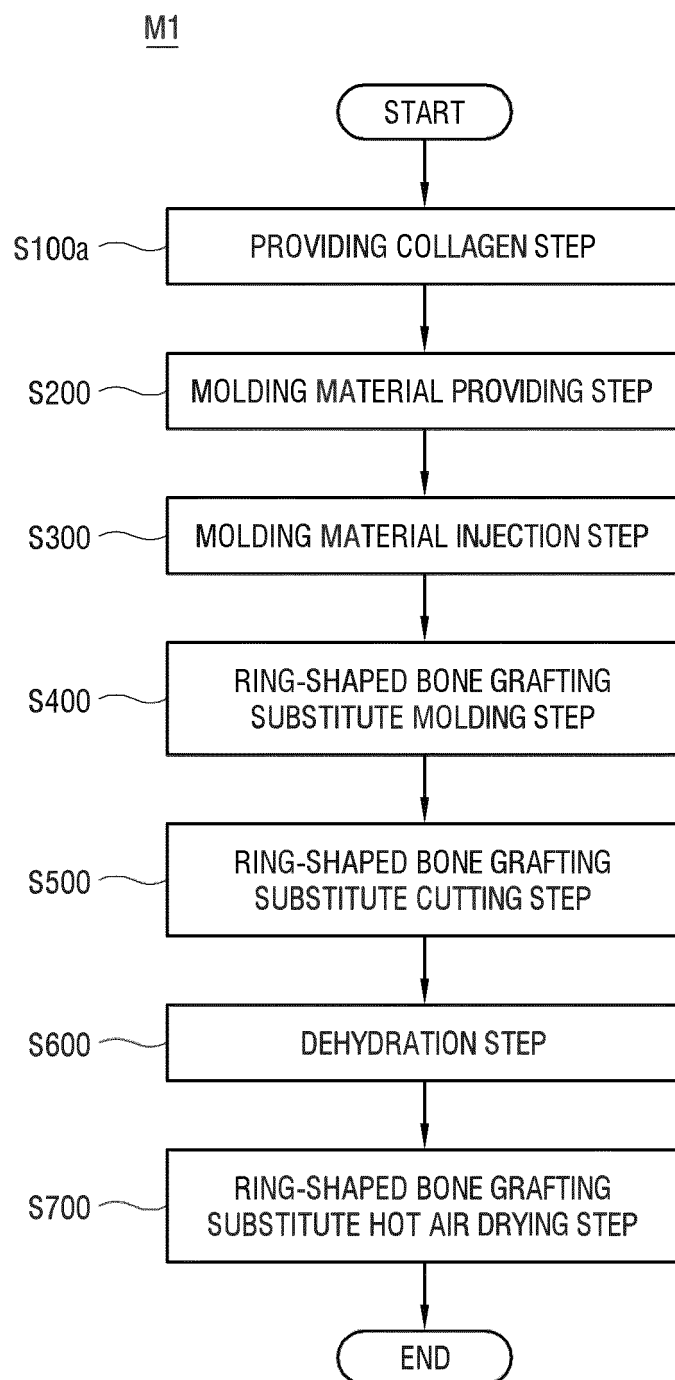 M1
START
S100a
PROVIDING COLLAGEN STEP
S200
MOLDING MATERIAL PROVIDING STEP
S300
MOLDING MATERIAL INJECTION STEP
S400
RING-SHAPED BONE GRAFTING
SUBSTITUTE MOLDING STEP
S500
RING-SHAPED BONE GRAFTING
SUBSTITUTE CUTTING STEP
S600
DEHYDRATION STEP
S700
RING-SHAPED BONE GRAFTING
SUBSTITUTE HOT AIR DRYING STEP
END